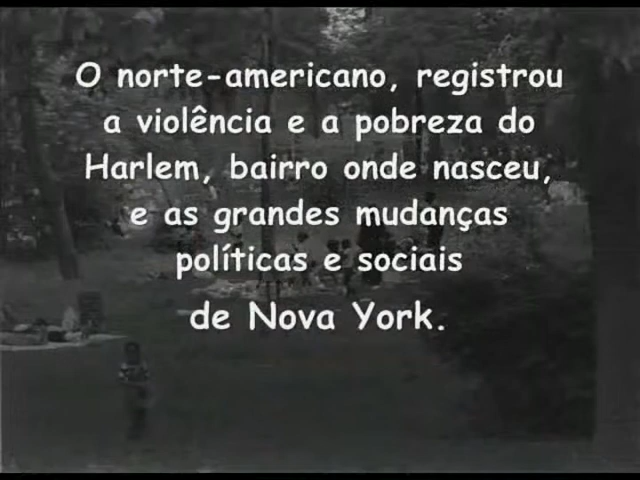 O norte-americano, registrou
a violência e a pobreza do
Harlem, bairro onde nasceu,
e as grandes mudanças
políticas e sociais
de Nova York.